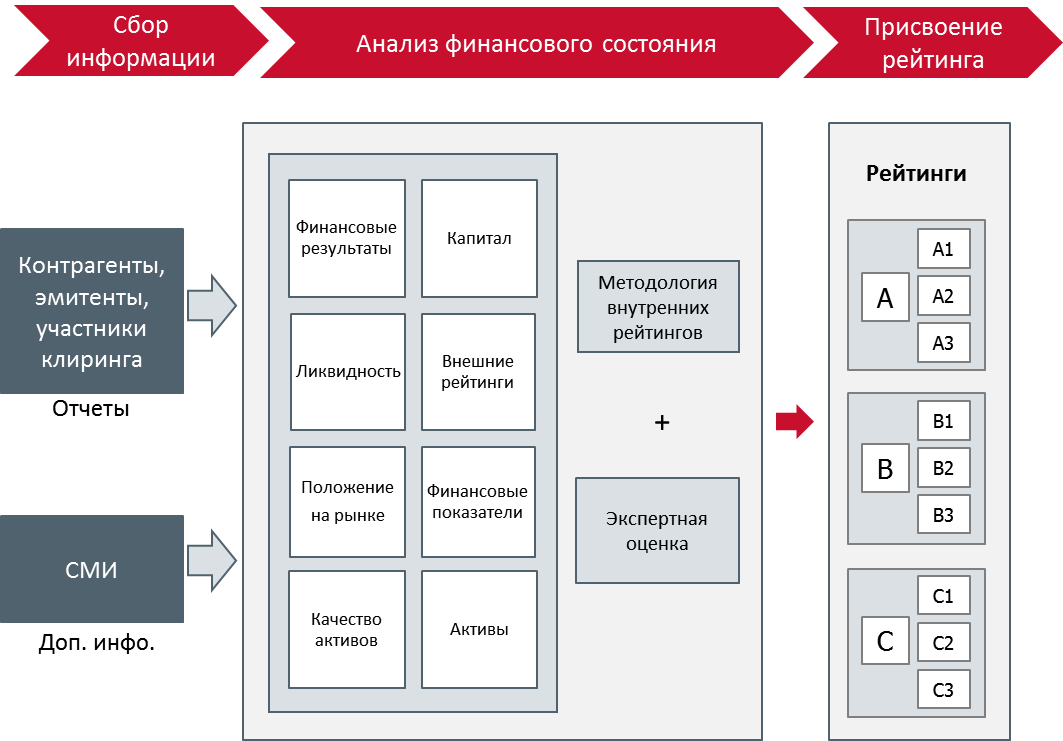 Сбор
информации
Анализ финансового состояния
Присвоение
рейтинга
Контрагенты,
эмитенты,
участники
клиринга
Отчеты
СМИ
Доп. инфо.
Финансовые
результаты
Капитал
Ликвидность
Внешние
рейтинги
Положение
на рынке
Финансовые
показатели
Качество
активов
Активы
Методология
внутренних
рейтингов
+
Экспертная
оценка
Рейтинги
A
A1
A2
A3
B
B1
B2
B3
C
C1
C2
C3